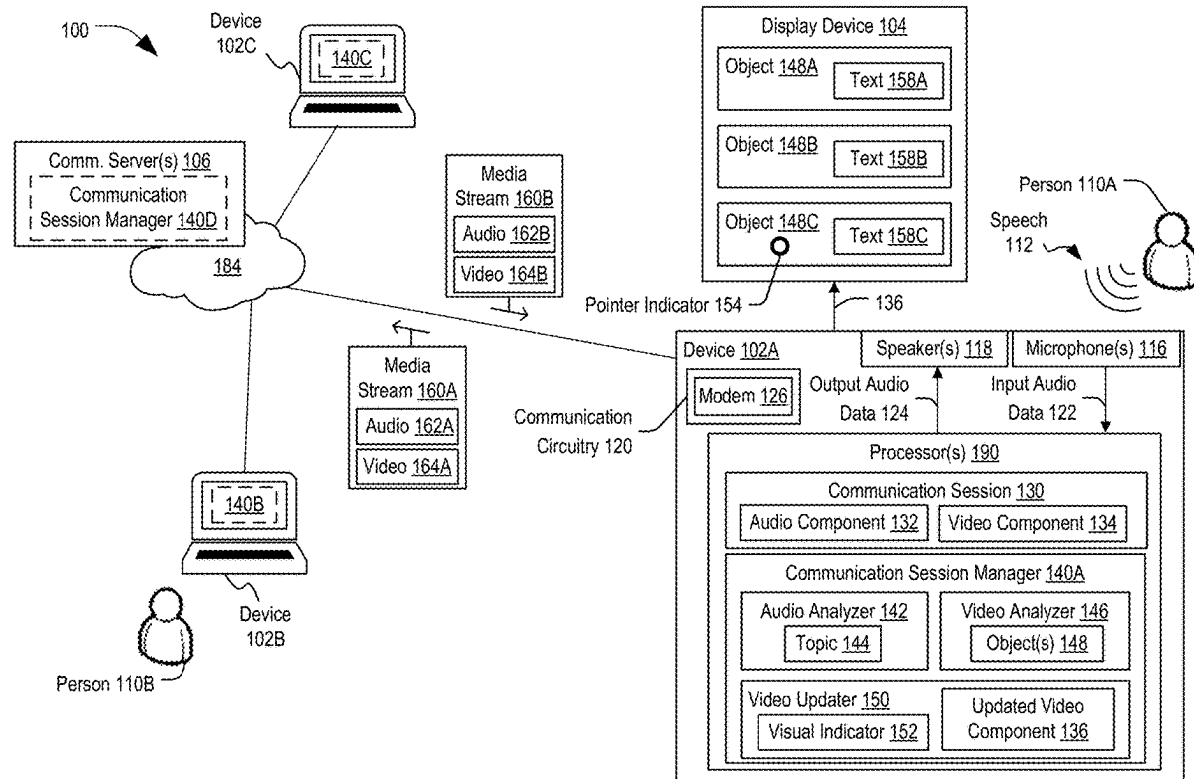 100
Device
102C
140C
Comm. Server(s) 106
Communication
Session Manager 140D
184
Media
Stream 160B
Audio 162B
Video 164B
Media
Stream 160A
Audio 162A
Video 164A
140B
Device
102B
Person 110B
Display Device 104
Object 148A
Text 158A
Object 148B
Text 158B
Object 148C
Text 158C
Pointer Indicator 154
136
Person 110A
Speech
112
Device 102A
Speaker(s) 118
Microphone(s) 116
Modem 126
Communication
Circuitry 120
Output Audio
Data 124
Input Audio
Data 122
Processor(s) 190
Communication Session 130
Audio Component 132
Video Component 134
Communication Session Manager 140A
Audio Analyzer 142
Topic 144
Video Analyzer 146
Object(s) 148
Video Updater 150
Visual Indicator 152
Updated Video
Component 136